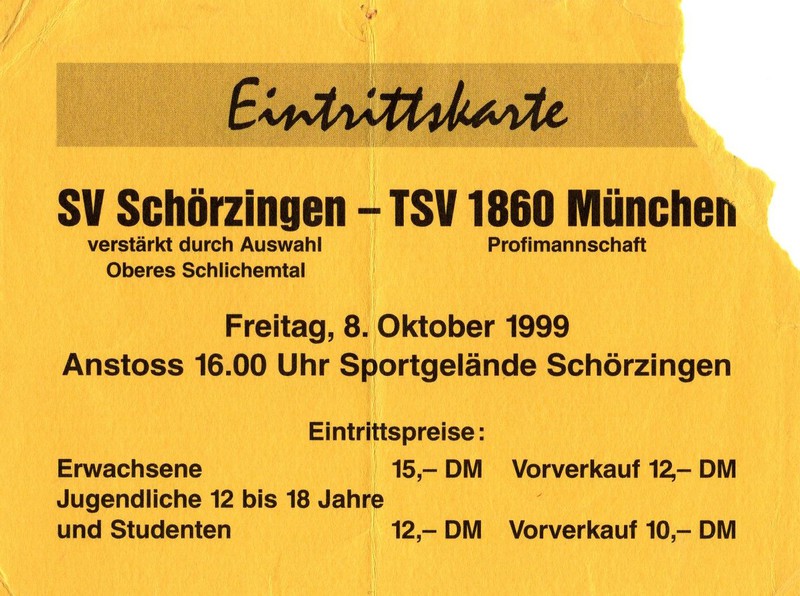 Eintrittskarte
SV Schörzingen – TSV 1860 München
verstärkt durch Auswahl Profimannschaft
Oberes Schlichemtal
Freitag, 8. Oktober 1999
Anstoss 16.00 Uhr Sportgelände Schörzingen
Eintrittspreise:
Erwachsene 15,– DM Vorverkauf 12,– DM
Jugendliche 12 bis 18 Jahre
und Studenten 12,– DM Vorverkauf 10,– DM